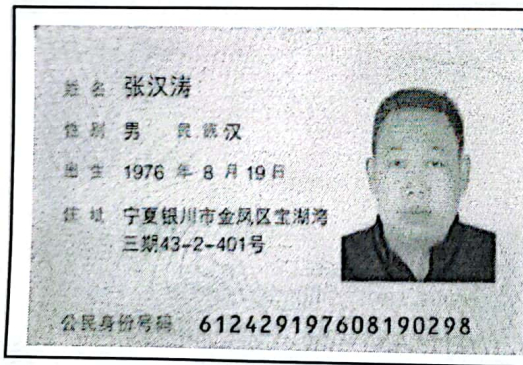 姓名 张汉涛
性别 男 民族 汉
出生 1976 年 8 月 19 日
住址 宁夏银川市金凤区宝湖湾
三期43-2-401号
公民身份号码 612429197608190298